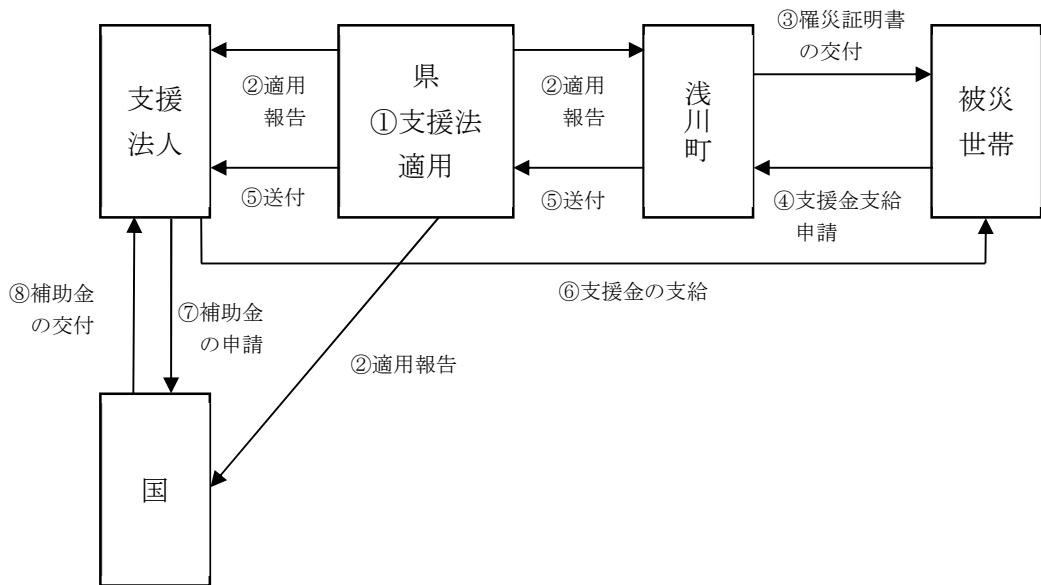 支援
法人
②適用
報告
⑤送付
県
①支援法
適用
②適用
報告
⑤送付
浅川町
③罹災証明書
の交付
④支援金支給
申請
被災
世帯
⑥支援金の支給
⑧補助金
の交付
⑦補助金
の申請
②適用報告
国